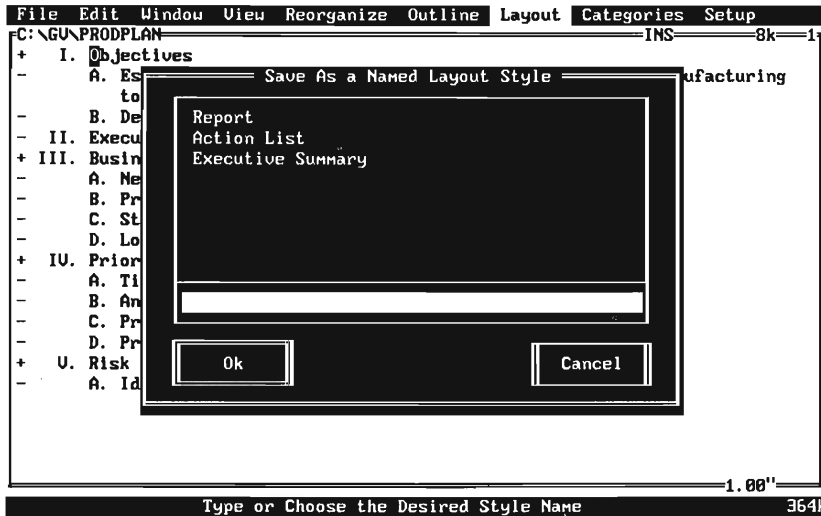 File Edit Window View Reorganize Outline Layout Categories Setup
C:\GV\PRODPLAN INS 8k 1
+ I. Objectives
- A. Es ufacturing
to
- B. De
- II. Execu
+ III. Busin
- A. Ne
- B. Pr
- C. St
- D. Lo
+ IV. Prior
- A. Ti
- B. An
- C. Pr
- D. Pr
+ V. Risk
- A. Id
Save As a Named Layout Style
Report
Action List
Executive Summary
Ok Cancel
1.00"
Type or Choose the Desired Style Name 364k